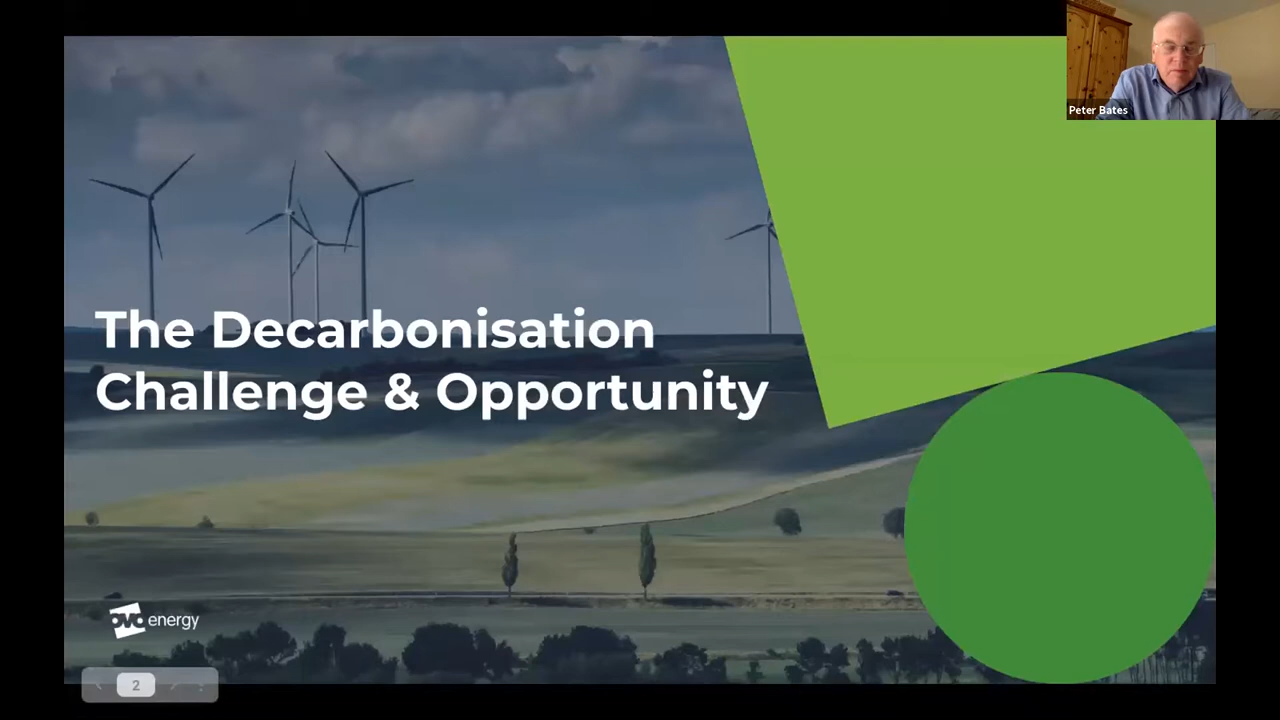 Peter Bates
The Decarbonisation
Challenge & Opportunity
ovo energy
2